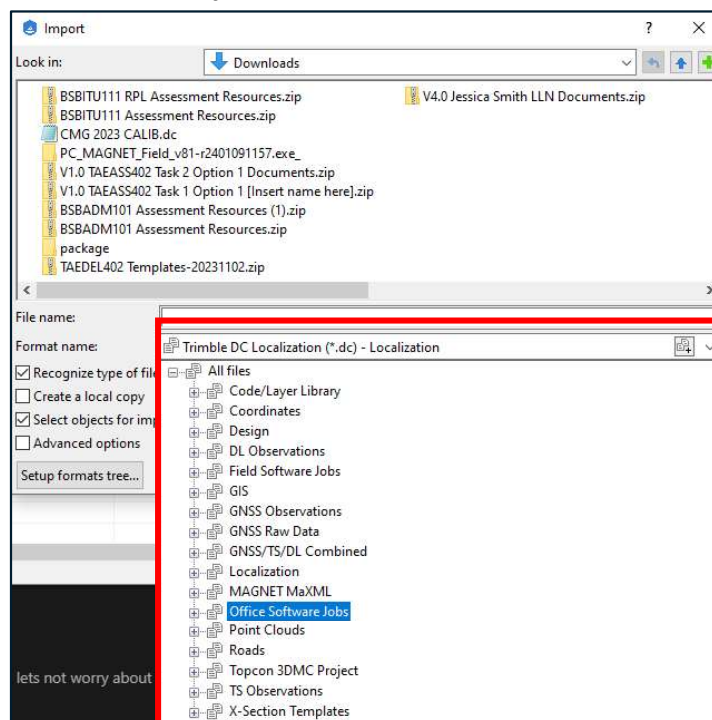 Import
Look in:
Downloads
BSBITU111 RPL Assessment Resources.zip
V4.0 Jessica Smith LLN Documents.zip
BSBITU111 Assessment Resources.zip
CMG 2023 CALIB.dc
PC_MAGNET_Field_v81-r2401091157.exe_
V1.0 TAEASS402 Task 2 Option 1 Documents.zip
V1.0 TAEASS402 Task 1 Option 1 [Insert name here].zip
BSBADM101 Assessment Resources (1).zip
BSBADM101 Assessment Resources.zip
package
TAEDEL402 Templates-20231102.zip
File name:
Format name:
Trimble DC Localization (*.dc) - Localization
Recognize type of file
Create a local copy
Select objects for imp
Advanced options
Setup formats tree...
All files
Code/Layer Library
Coordinates
Design
DL Observations
Field Software Jobs
GIS
GNSS Observations
GNSS Raw Data
GNSS/TS/DL Combined
Localization
MAGNET MaXML
Office Software Jobs
Point Clouds
Roads
Topcon 3DMC Project
TS Observations
X-Section Templates
lets not worry about